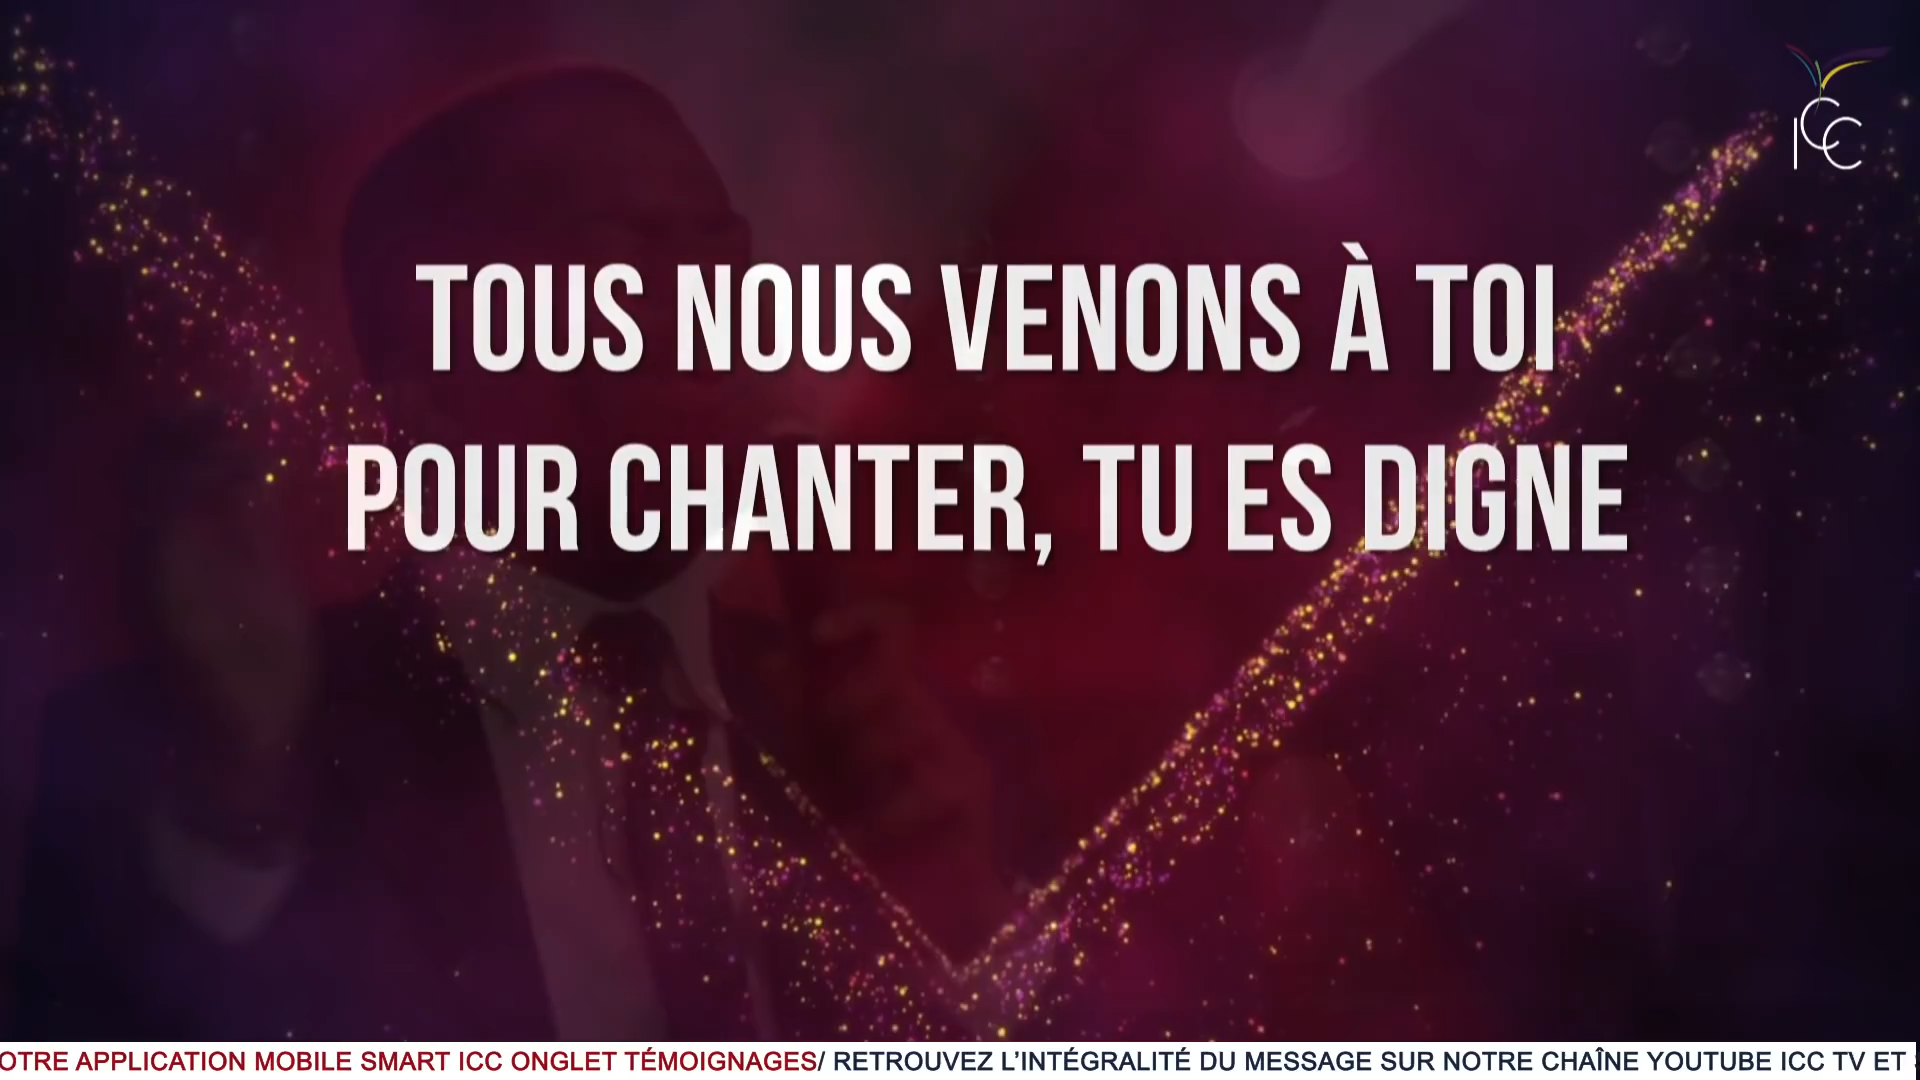 ICC
TOUS NOUS VENONS À TOI
POUR CHANTER, TU ES DIGNE
OTRE APPLICATION MOBILE SMART ICC ONGLET TÉMOIGNAGES/ RETROUVEZ L'INTÉGRALITÉ DU MESSAGE SUR NOTRE CHAÎNE YOUTUBE ICC TV ET